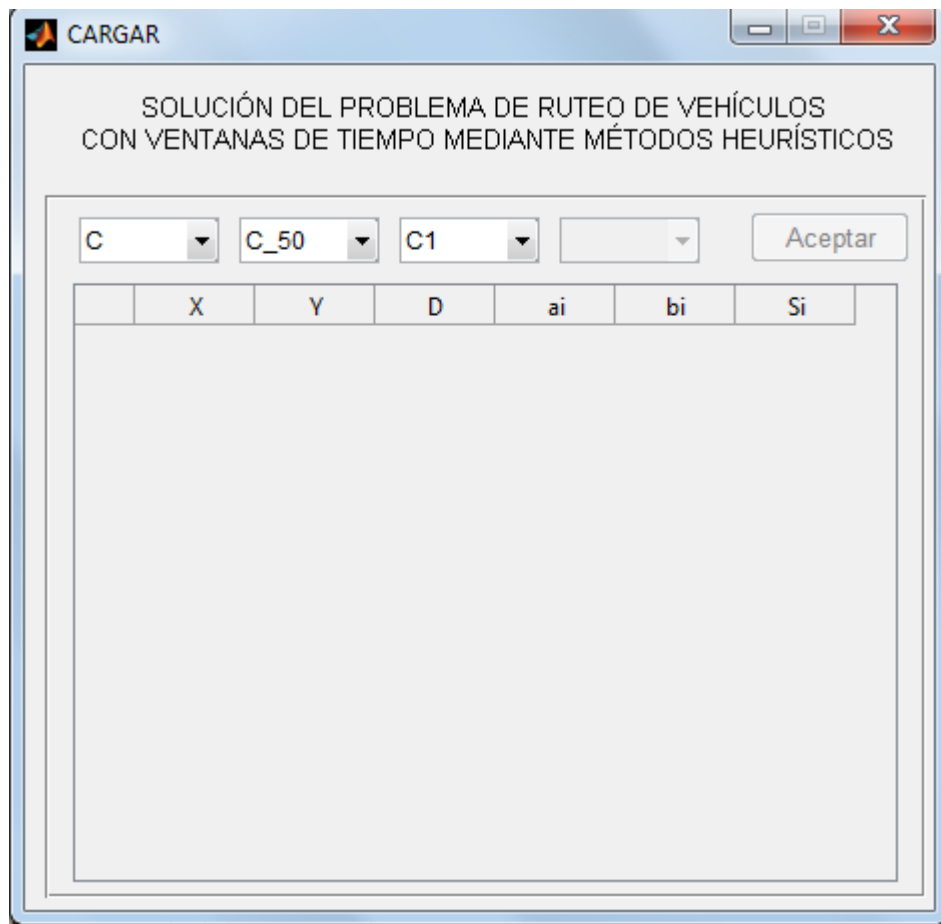 CARGAR
SOLUCIÓN DEL PROBLEMA DE RUTEO DE VEHÍCULOS
CON VENTANAS DE TIEMPO MEDIANTE MÉTODOS HEURÍSTICOS
C C_50 C1 Aceptar
X Y D ai bi Si